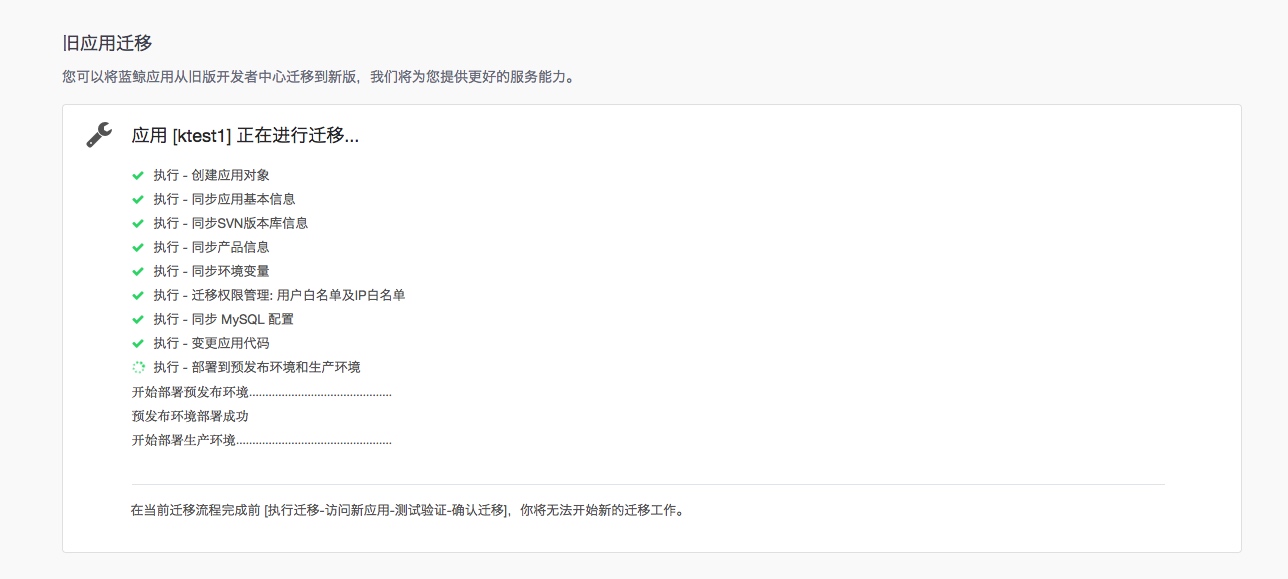 旧应用迁移
您可以将蓝鲸应用从旧版开发者中心迁移到新版，我们将为您提供更好的服务能力。
应用 [ktest1] 正在进行迁移...
执行 - 创建应用对象
执行 - 同步应用基本信息
执行 - 同步SVN版本库信息
执行 - 同步产品信息
执行 - 同步环境变量
执行 - 迁移权限管理: 用户白名单及IP白名单
执行 - 同步 MySQL 配置
执行 - 变更应用代码
执行 - 部署到预发布环境和生产环境
开始部署预发布环境............................................
预发布环境部署成功
开始部署生产环境................................................
在当前迁移流程完成前 [执行迁移-访问新应用-测试验证-确认迁移]，你将无法开始新的迁移工作。